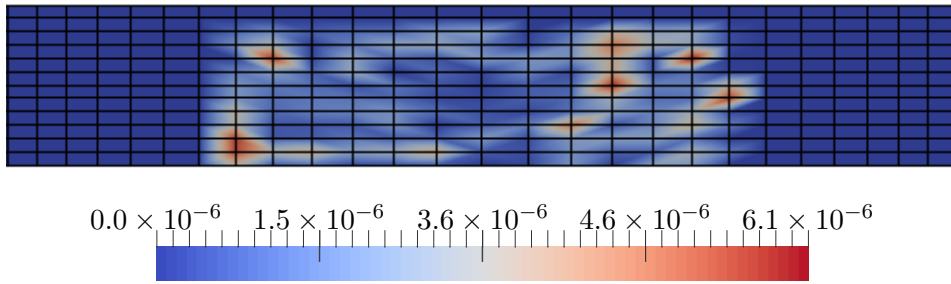 0.0 × 10⁻⁶ 1.5 × 10⁻⁶ 3.6 × 10⁻⁶ 4.6 × 10⁻⁶ 6.1 × 10⁻⁶